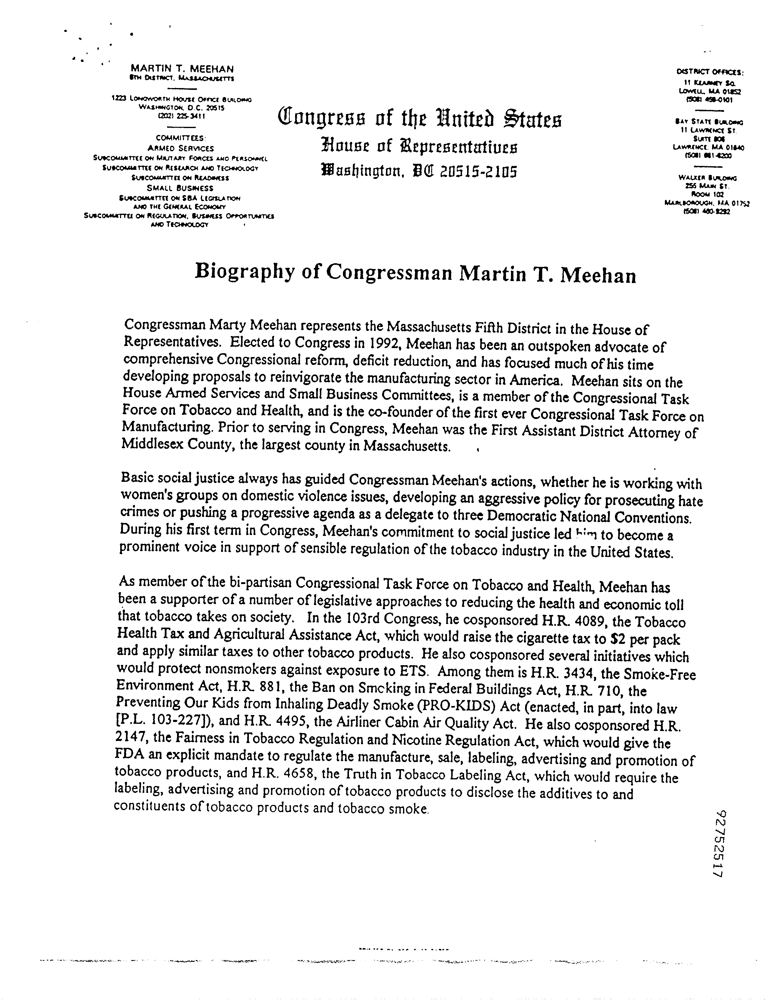 MARTIN T. MEEHAN
5TH DISTRICT, MASSACHUSETTS
1223 LONGWORTH HOUSE OFFICE BUILDING
WASHINGTON, D.C. 20515
(202) 225-3411
COMMITTEES:
ARMED SERVICES
SUBCOMMITTEE ON MILITARY FORCES AND PERSONNEL
SUBCOMMITTEE ON RESEARCH AND TECHNOLOGY
SUBCOMMITTEE ON READINESS
SMALL BUSINESS
SUBCOMMITTEE ON SBA LEGISLATION
AND THE GENERAL ECONOMY
SUBCOMMITTEE ON REGULATION, BUSINESS OPPORTUNITIES
AND TECHNOLOGY
Congress of the United States
House of Representatives
Washington, DC 20515-2105
DISTRICT OFFICES:
11 KEARNEY SQ.
LOWELL, MA 01852
(508) 459-0101
BAY STATE BUILDING
11 LAWRENCE ST.
SUITE 806
LAWRENCE, MA 01840
(508) 681-6200
WALKER BUILDING
255 MAIN ST.
ROOM 102
MARLBOROUGH, MA 01752
(508) 460-9292
Biography of Congressman Martin T. Meehan
Congressman Marty Meehan represents the Massachusetts Fifth District in the House of
Representatives. Elected to Congress in 1992, Meehan has been an outspoken advocate of
comprehensive Congressional reform, deficit reduction, and has focused much of his time
developing proposals to reinvigorate the manufacturing sector in America. Meehan sits on the
House Armed Services and Small Business Committees, is a member of the Congressional Task
Force on Tobacco and Health, and is the co-founder of the first ever Congressional Task Force on
Manufacturing. Prior to serving in Congress, Meehan was the First Assistant District Attorney of
Middlesex County, the largest county in Massachusetts.
Basic social justice always has guided Congressman Meehan's actions, whether he is working with
women's groups on domestic violence issues, developing an aggressive policy for prosecuting hate
crimes or pushing a progressive agenda as a delegate to three Democratic National Conventions.
During his first term in Congress, Meehan's commitment to social justice led him to become a
prominent voice in support of sensible regulation of the tobacco industry in the United States.
As member of the bi-partisan Congressional Task Force on Tobacco and Health, Meehan has
been a supporter of a number of legislative approaches to reducing the health and economic toll
that tobacco takes on society. In the 103rd Congress, he cosponsored H.R. 4089, the Tobacco
Health Tax and Agricultural Assistance Act, which would raise the cigarette tax to $2 per pack
and apply similar taxes to other tobacco products. He also cosponsored several initiatives which
would protect nonsmokers against exposure to ETS. Among them is H.R. 3434, the Smoke-Free
Environment Act, H.R. 881, the Ban on Smoking in Federal Buildings Act, H.R. 710, the
Preventing Our Kids from Inhaling Deadly Smoke (PRO-KIDS) Act (enacted, in part, into law
[P.L. 103-227]), and H.R. 4495, the Airliner Cabin Air Quality Act. He also cosponsored H.R.
2147, the Fairness in Tobacco Regulation and Nicotine Regulation Act, which would give the
FDA an explicit mandate to regulate the manufacture, sale, labeling, advertising and promotion of
tobacco products, and H.R. 4658, the Truth in Tobacco Labeling Act, which would require the
labeling, advertising and promotion of tobacco products to disclose the additives to and
constituents of tobacco products and tobacco smoke.
92752517